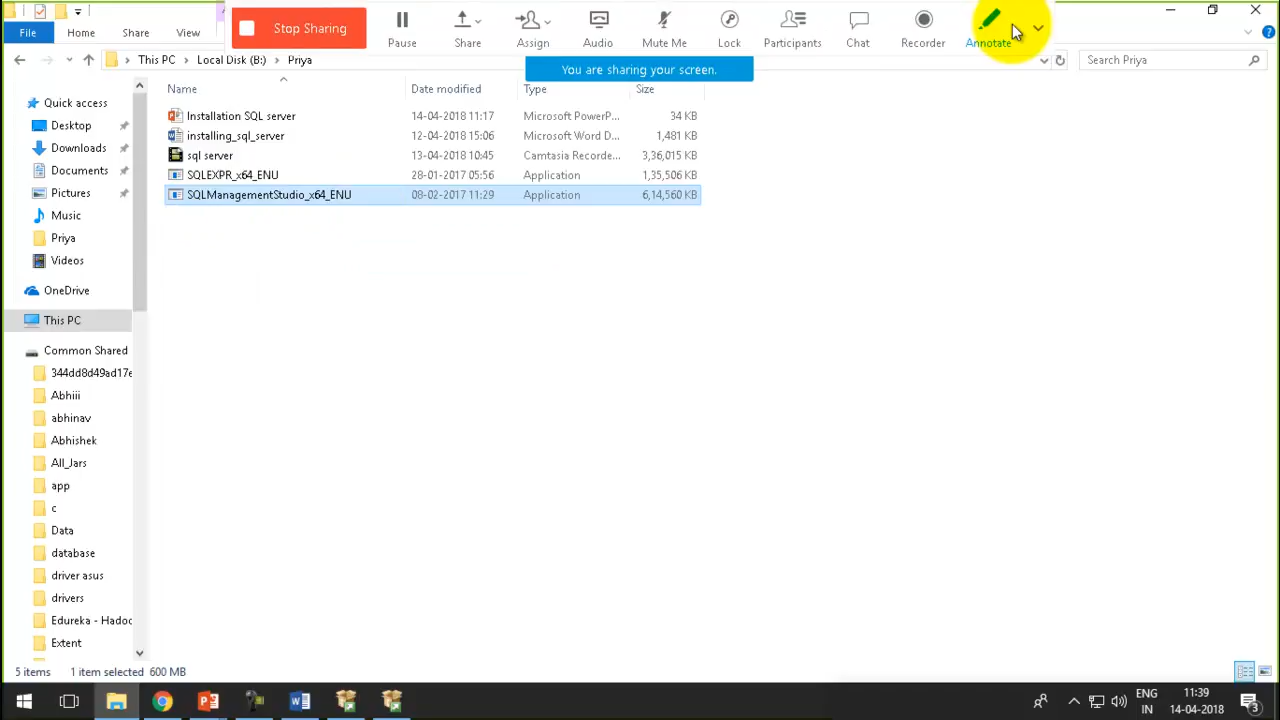 File Home Share View
Stop Sharing
Pause Share Assign Audio Mute Me Lock Participants Chat Recorder Annotate
You are sharing your screen.
This PC Local Disk (B:) Priya
Search Priya
Name Date modified Type Size
Installation SQL server 14-04-2018 11:17 Microsoft PowerP... 34 KB
installing_sql_server 12-04-2018 15:06 Microsoft Word D... 1,481 KB
sql server 13-04-2018 10:45 Camtasia Recorde... 3,36,015 KB
SQLEXPR_x64_ENU 28-01-2017 05:56 Application 1,35,506 KB
SQLManagementStudio_x64_ENU 08-02-2017 11:29 Application 6,14,560 KB
Quick access
Desktop
Downloads
Documents
Pictures
Music
Priya
Videos
OneDrive
This PC
Common Shared
344dd8d49ad17e
Abhiii
abhinav
Abhishek
All_Jars
app
c
Data
database
driver asus
drivers
Edureka - Hadoo
Extent
5 items 1 item selected 600 MB
ENG 11:39
IN 14-04-2018
3